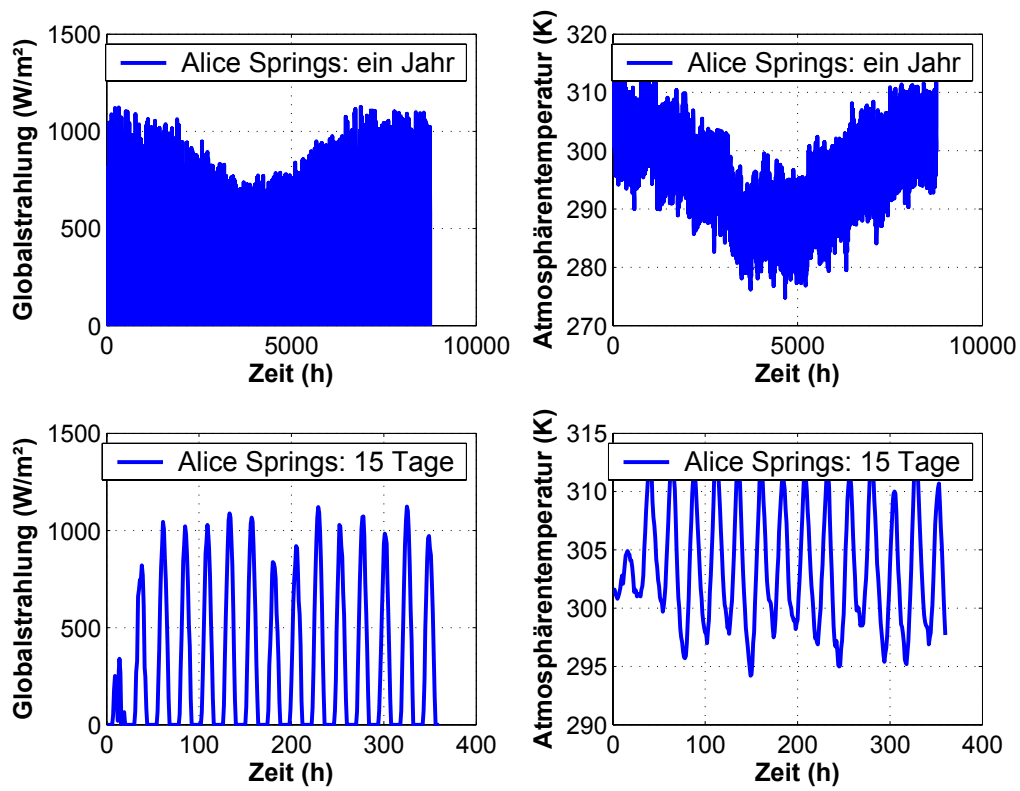 Globalstrahlung (W/m²)
1500
1000
500
0
Alice Springs: ein Jahr
0 5000 10000
Zeit (h)
Atmosphärentemperatur (K)
320
310
300
290
280
270
Alice Springs: ein Jahr
0 5000 10000
Zeit (h)
Globalstrahlung (W/m²)
1500
1000
500
0
Alice Springs: 15 Tage
0 100 200 300 400
Zeit (h)
Atmosphärentemperatur (K)
315
310
305
300
295
290
Alice Springs: 15 Tage
0 100 200 300 400
Zeit (h)